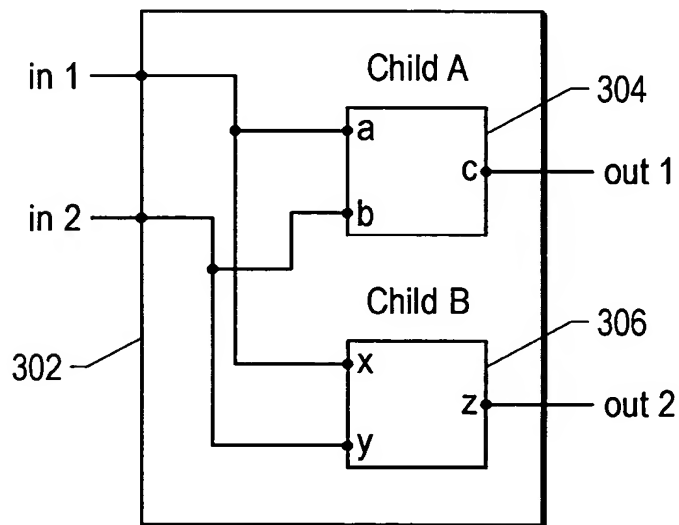 in 1
Child A
304
a
c
out 1
in 2
b
Child B
302
306
x
z
out 2
y